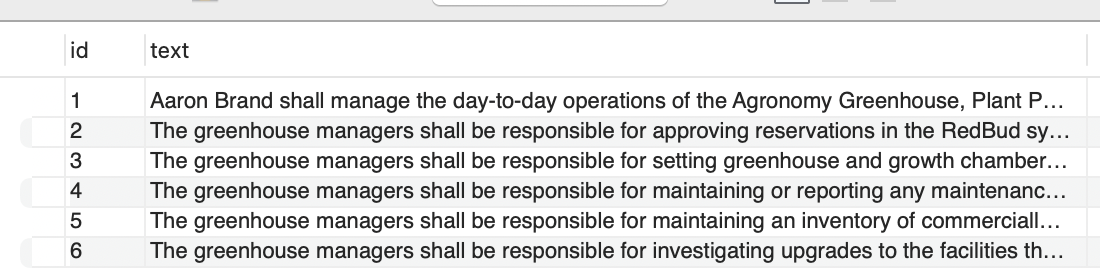 id text
1 Aaron Brand shall manage the day-to-day operations of the Agronomy Greenhouse, Plant P…
2 The greenhouse managers shall be responsible for approving reservations in the RedBud sy…
3 The greenhouse managers shall be responsible for setting greenhouse and growth chamber…
4 The greenhouse managers shall be responsible for maintaining or reporting any maintenanc…
5 The greenhouse managers shall be responsible for maintaining an inventory of commerciall…
6 The greenhouse managers shall be responsible for investigating upgrades to the facilities th…